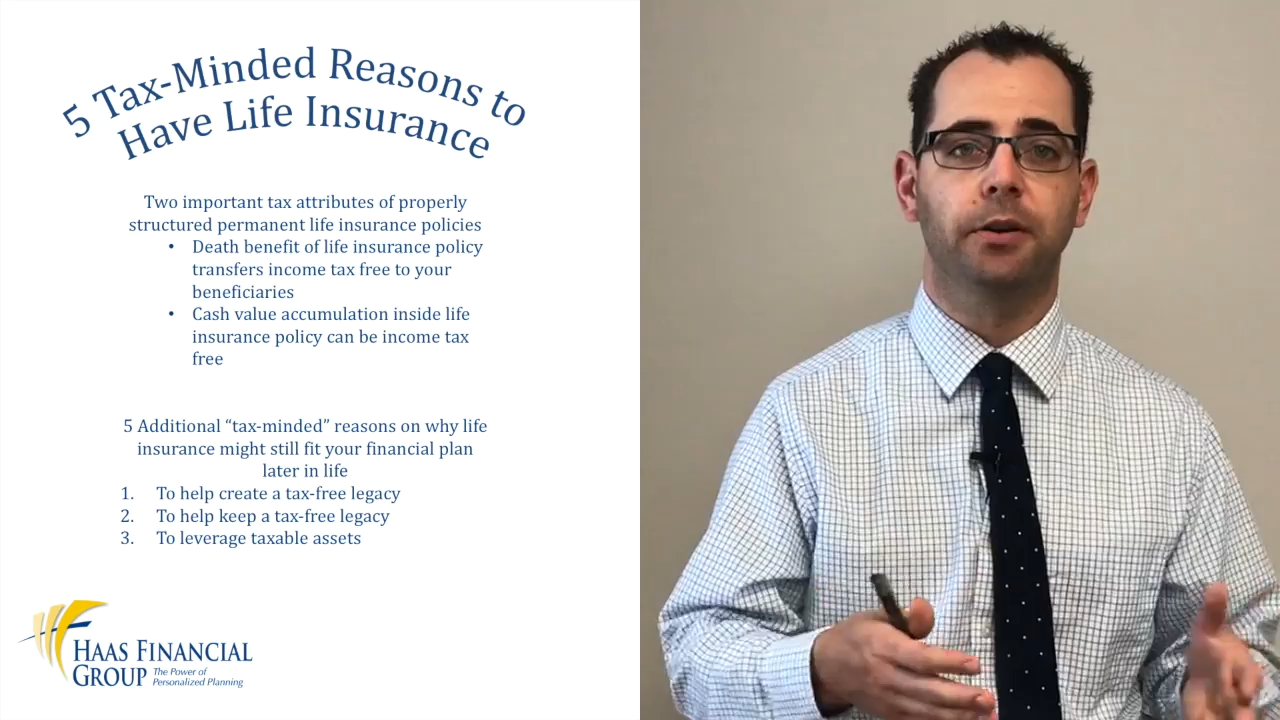 5 Tax-Minded Reasons to
Have Life Insurance
Two important tax attributes of properly
structured permanent life insurance policies
• Death benefit of life insurance policy
transfers income tax free to your
beneficiaries
• Cash value accumulation inside life
insurance policy can be income tax
free
5 Additional “tax-minded” reasons on why life
insurance might still fit your financial plan
later in life
1. To help create a tax-free legacy
2. To help keep a tax-free legacy
3. To leverage taxable assets
HAAS FINANCIAL
GROUP The Power of
Personalized Planning